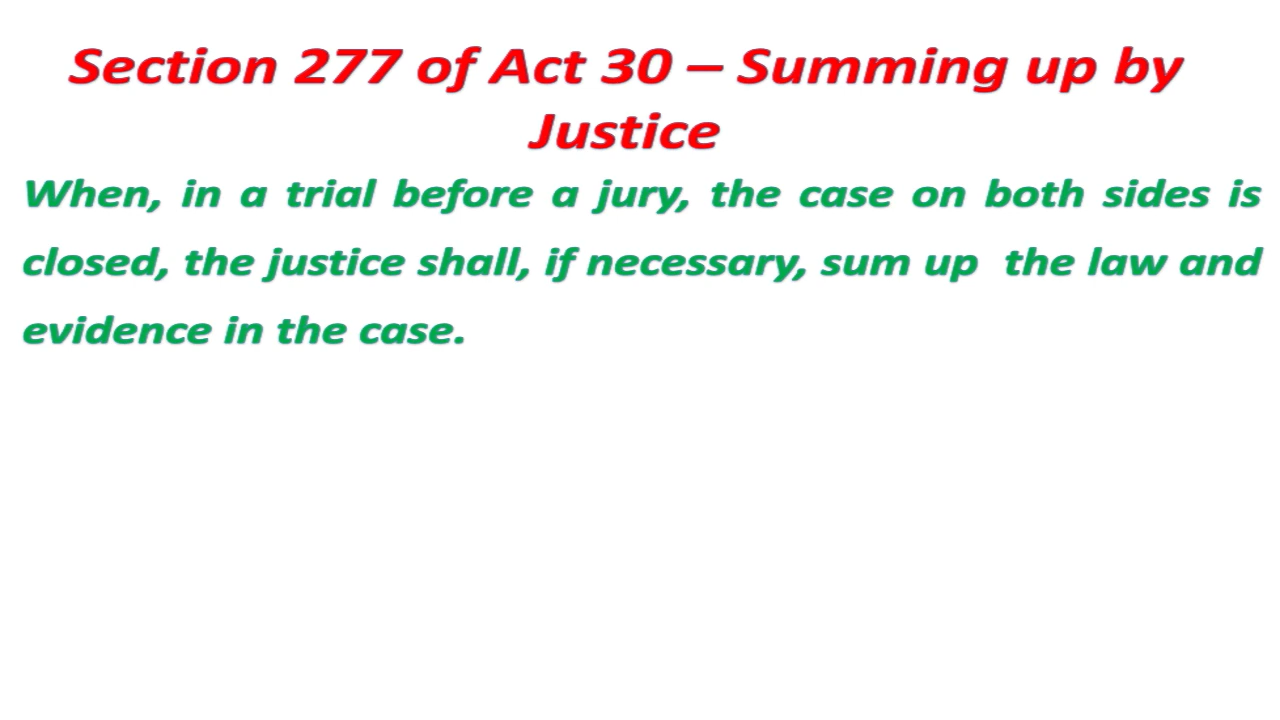 Section 277 of Act 30 – Summing up by
Justice
When, in a trial before a jury, the case on both sides is
closed, the justice shall, if necessary, sum up the law and
evidence in the case.